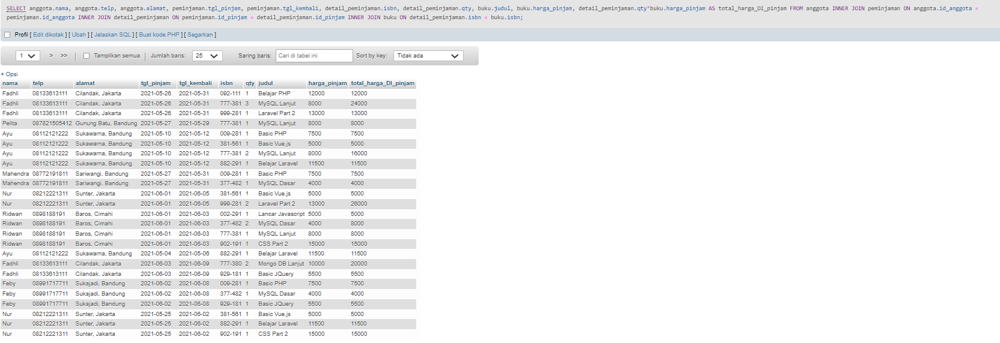 SELECT anggota.nama, anggota.telp, anggota.alamat, peminjaman.tgl_pinjam, peminjaman.tgl_kembali, detail_peminjaman.isbn, detail_peminjaman.qty, buku.judul, buku.harga_pinjam, detail_peminjaman.qty*buku.harga_pinjam AS total_harga_DI_pinjam FROM anggota INNER JOIN peminjaman ON anggota.id_anggota =
peminjaman.id_anggota INNER JOIN detail_peminjaman ON peminjaman.id_pinjam = detail_peminjaman.id_pinjam INNER JOIN buku ON detail_peminjaman.isbn = buku.isbn;
Profil [ Edit dikotak ] [ Ubah ] [ Jelaskan SQL ] [ Buat kode PHP ] [ Segarkan ]
1 > >> Tampilkan semua Jumlah baris: 25 Saring baris: Cari di tabel ini Sort by key: Tidak ada
+ Opsi
nama telp alamat tgl_pinjam tgl_kembali isbn qty judul harga_pinjam total_harga_DI_pinjam
Fadhli 08133613111 Cilandak, Jakarta 2021-05-26 2021-05-31 092-111 1 Belajar PHP 12000 12000
Fadhli 08133613111 Cilandak, Jakarta 2021-05-26 2021-05-31 777-381 3 MySQL Lanjut 8000 24000
Fadhli 08133613111 Cilandak, Jakarta 2021-05-26 2021-05-31 999-281 1 Laravel Part 2 13000 13000
Pelita 087821505412 Gunung Batu, Bandung 2021-05-27 2021-05-29 777-381 1 MySQL Lanjut 8000 8000
Ayu 08112121222 Sukawarna, Bandung 2021-05-10 2021-05-12 009-281 1 Basic PHP 7500 7500
Ayu 08112121222 Sukawarna, Bandung 2021-05-10 2021-05-12 381-561 1 Basic Vue.js 5000 5000
Ayu 08112121222 Sukawarna, Bandung 2021-05-10 2021-05-12 777-381 2 MySQL Lanjut 8000 16000
Ayu 08112121222 Sukawarna, Bandung 2021-05-10 2021-05-12 882-291 1 Belajar Laravel 11500 11500
Mahendra 08772191811 Sariwangi, Bandung 2021-05-27 2021-05-31 009-281 1 Basic PHP 7500 7500
Mahendra 08772191811 Sariwangi, Bandung 2021-05-27 2021-05-31 377-482 1 MySQL Dasar 4000 4000
Nur 08212221311 Sunter, Jakarta 2021-06-01 2021-06-05 381-561 1 Basic Vue.js 5000 5000
Nur 08212221311 Sunter, Jakarta 2021-06-01 2021-06-05 999-281 2 Laravel Part 2 13000 26000
Ridwan 0898188191 Baros, Cimahi 2021-06-01 2021-06-03 002-291 1 Lancar Javascript 5000 5000
Ridwan 0898188191 Baros, Cimahi 2021-06-01 2021-06-03 377-482 2 MySQL Dasar 4000 8000
Ridwan 0898188191 Baros, Cimahi 2021-06-01 2021-06-03 777-381 1 MySQL Lanjut 8000 8000
Ridwan 0898188191 Baros, Cimahi 2021-06-01 2021-06-03 902-191 1 CSS Part 2 15000 15000
Ayu 08112121222 Sukawarna, Bandung 2021-05-04 2021-05-06 882-291 1 Belajar Laravel 11500 11500
Fadhli 08133613111 Cilandak, Jakarta 2021-06-03 2021-06-09 777-380 2 Mongo DB Lanjut 10000 20000
Fadhli 08133613111 Cilandak, Jakarta 2021-06-03 2021-06-09 929-181 1 Basic JQuery 5500 5500
Feby 08991717711 Sukajadi, Bandung 2021-06-02 2021-06-08 009-281 1 Basic PHP 7500 7500
Feby 08991717711 Sukajadi, Bandung 2021-06-02 2021-06-08 377-482 1 MySQL Dasar 4000 4000
Feby 08991717711 Sukajadi, Bandung 2021-06-02 2021-06-08 929-181 1 Basic JQuery 5500 5500
Nur 08212221311 Sunter, Jakarta 2021-05-25 2021-06-02 381-561 1 Basic Vue.js 5000 5000
Nur 08212221311 Sunter, Jakarta 2021-05-25 2021-06-02 882-291 1 Belajar Laravel 11500 11500
Nur 08212221311 Sunter, Jakarta 2021-05-25 2021-06-02 902-191 1 CSS Part 2 15000 15000